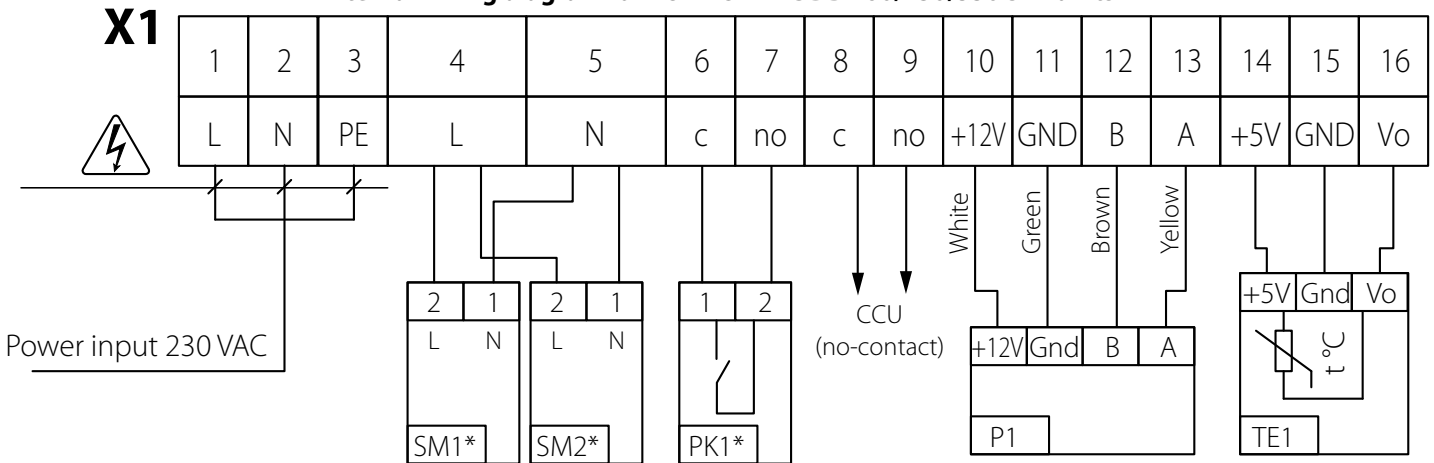 X1
1 2 3 4 5 6 7 8 9 10 11 12 13 14 15 16
L N PE L N c no c no +12V GND B A +5V GND Vo
White
Green
Brown
Yellow
2 1 2 1 1 2
L N L N
CCU
(no-contact)
+12V Gnd B A
+5V Gnd Vo
t °C
Power input 230 VAC
SM1* SM2* PK1* P1 TE1